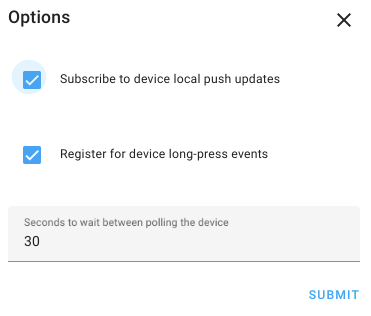 Options
Subscribe to device local push updates
Register for device long-press events
Seconds to wait between polling the device
30
SUBMIT